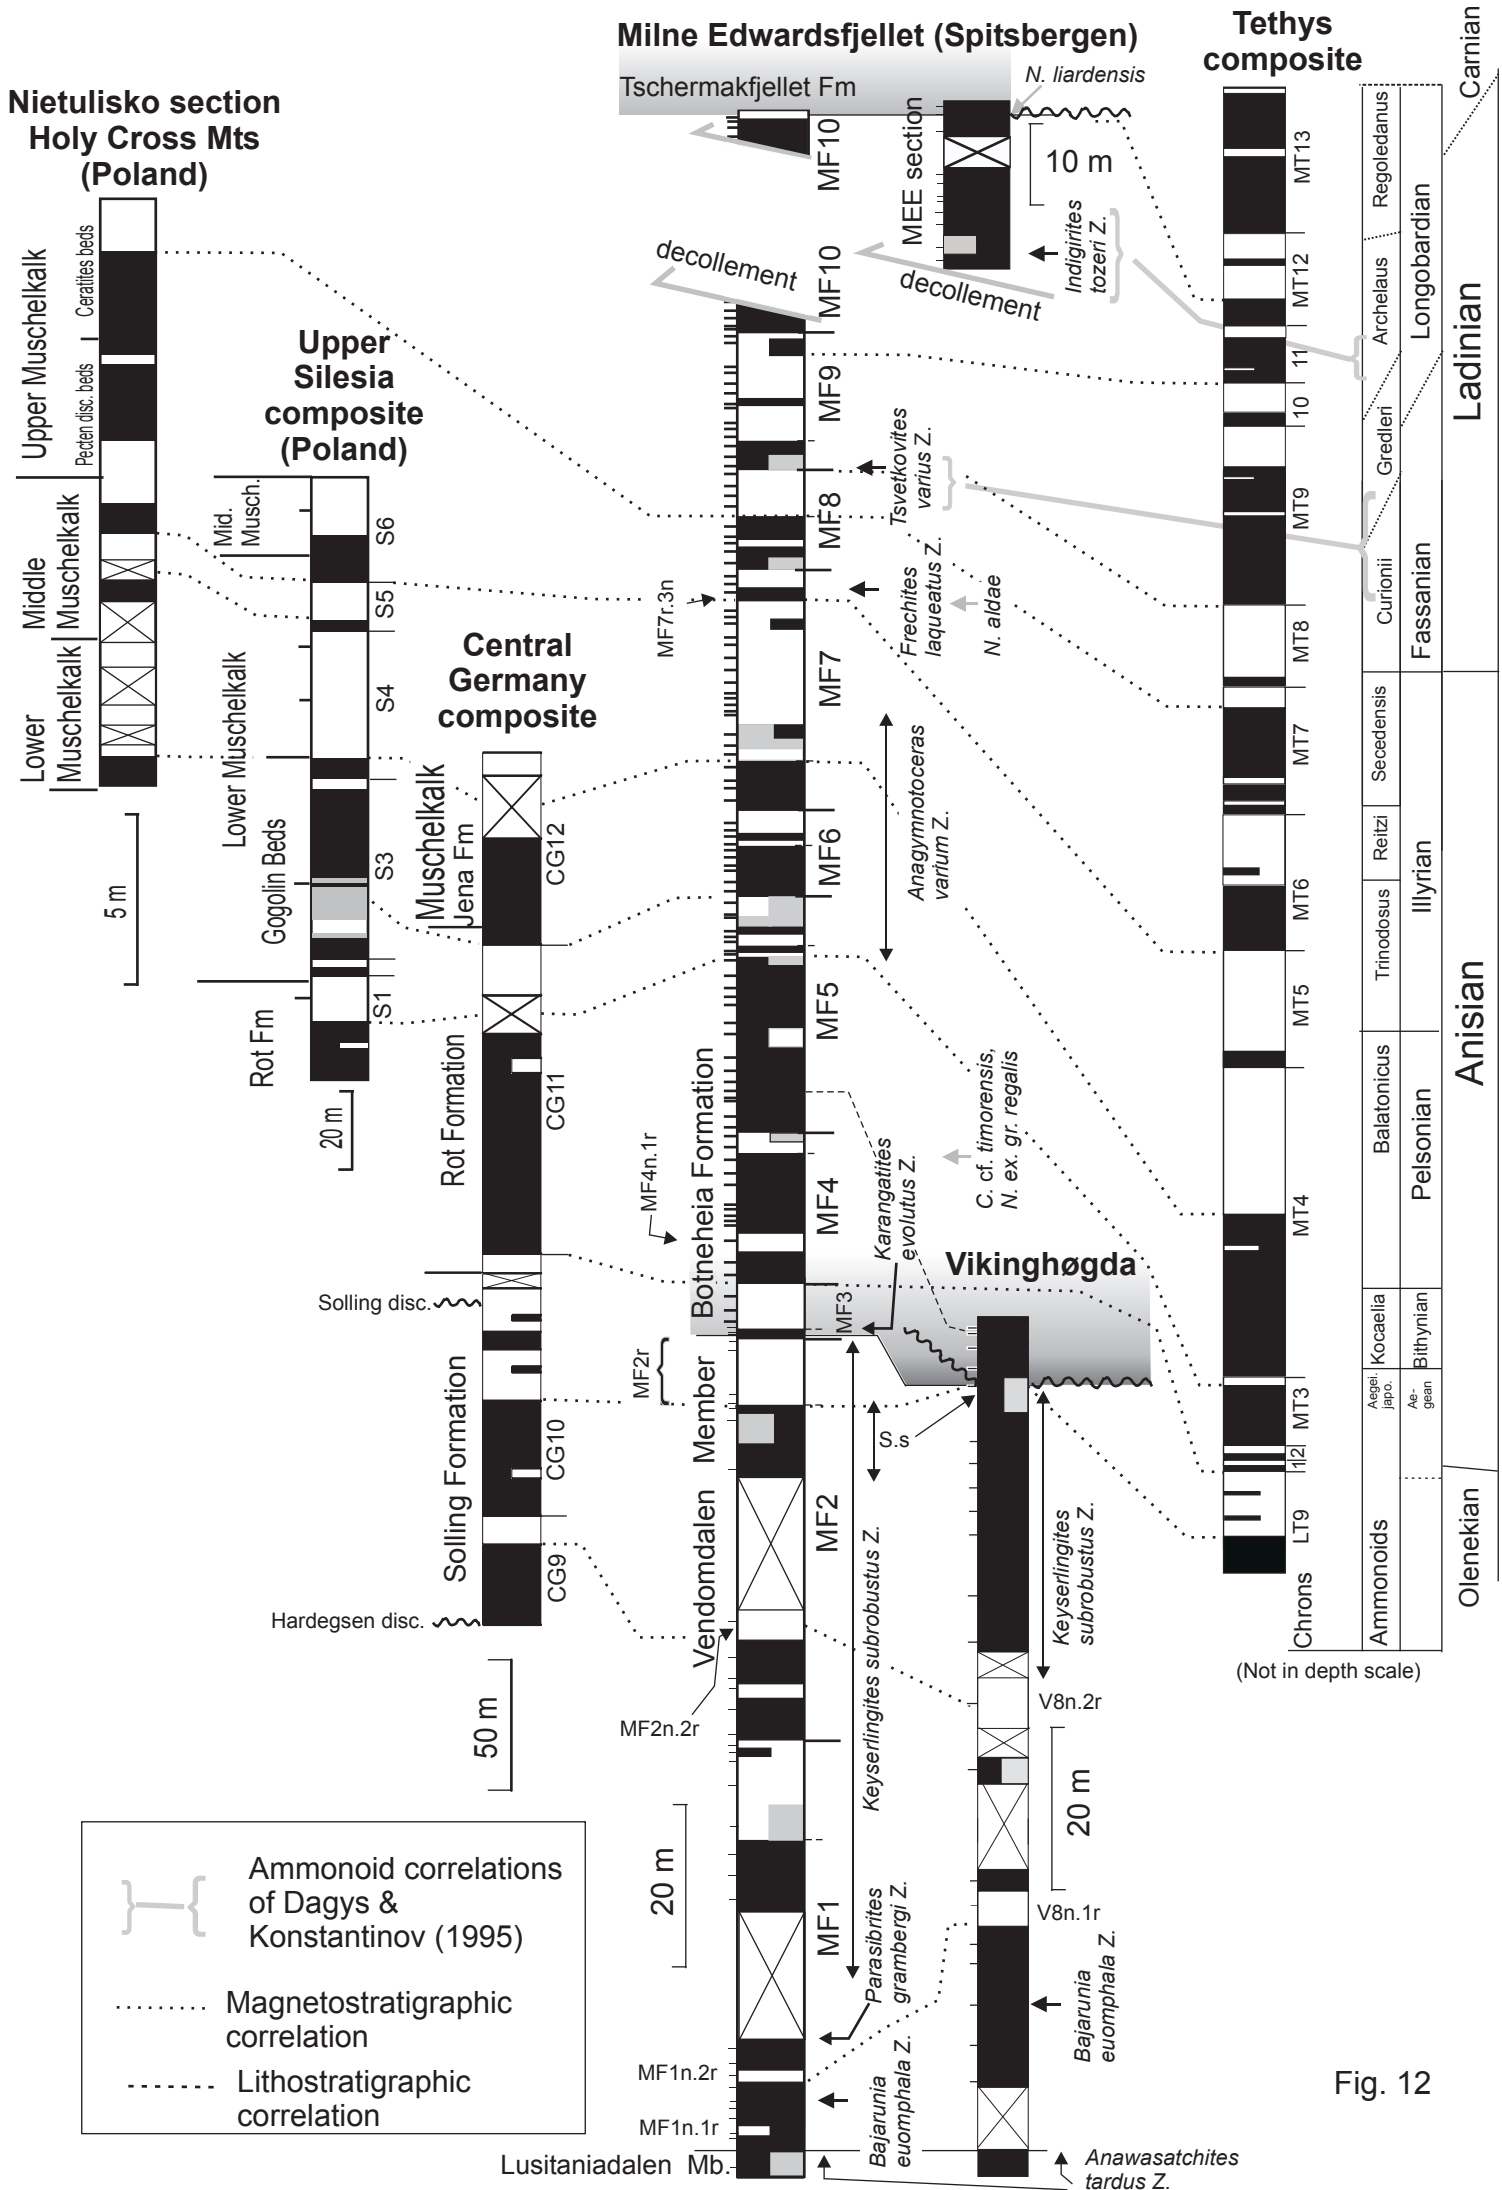 Milne Edwardsfjellet (Spitsbergen)
Tethys
composite
Carnian
Tschermakfjellet Fm
N. liardensis
Nietulisko section
Holy Cross Mts
(Poland)
MF10
MEE section
10 m
MT13
Regoledanus
Longobardian
Ladinian
Upper Muschelkalk
Ceratites beds
Pecten disc. beds
decollement
MF10
decollement
Indigirites
tozeri Z.
MT12
Archelaus
11
10
Gredleri
Upper
Silesia
composite
(Poland)
MF9
Tsvetkovites
varius Z.
MT9
Curionii
Fassanian
Middle
Muschelkalk
Mid.
Musch.
S6
MF8
S5
MF7r.3n
Frechites
laqueatus Z.
N. aldae
MT8
Lower
Muschelkalk
Lower Muschelkalk
S4
Central
Germany
composite
MF7
MT7
Secedensis
Illyrian
Anisian
5 m
Gogolin Beds
S3
Muschelkalk
Jena Fm
CG12
MF6
Anagymnotoceras
varium Z.
Reitzi
MT6
Trinodosus
Rot Fm
S1
MF5
MT5
20 m
Rot Formation
CG11
Botneheia Formation
C. cf. timorensis,
N. ex. gr. regalis
Balatonicus
Pelsonian
MF4n.1r
MF4
Karangatites
evolutus Z.
MT4
Vikinghøgda
Solling disc.
MF3
Kocaelia
Bithynian
MF2r
Solling Formation
CG10
Member
S.s
MT3
Aegei.
japo.
Ae-
gean
1|2|
Vendomdalen
MF2
Keyserlingites subrobustus Z.
Keyserlingites
subrobustus Z.
LT9
Olenekian
CG9
Hardegsen disc.
Chrons
Ammonoids
(Not in depth scale)
50 m
MF2n.2r
V8n.2r
20 m
20 m
MF1
Parasibrites
grambergi Z.
V8n.1r
Ammonoid correlations
of Dagys &
Konstantinov (1995)
Magnetostratigraphic
correlation
Lithostratigraphic
correlation
MF1n.2r
MF1n.1r
Bajarunia
euomphala Z.
Bajarunia
euomphala Z.
Lusitaniadalen Mb.
Anawasatchites
tardus Z.
Fig. 12